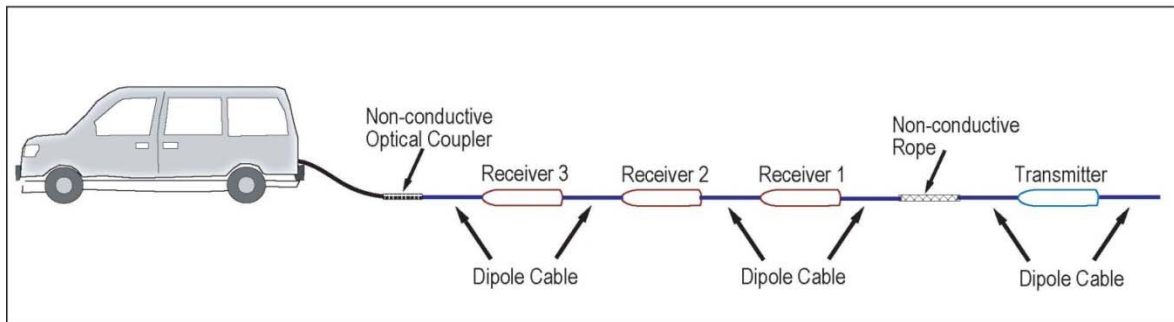 Non-conductive
Optical Coupler
Receiver 3
Receiver 2
Receiver 1
Non-conductive
Rope
Transmitter
Dipole Cable
Dipole Cable
Dipole Cable